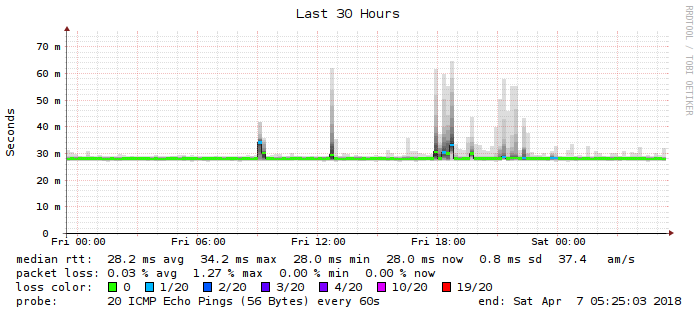 Last 30 Hours
RRDTOOL / TOBI OETIKER
Seconds
70 m
60 m
50 m
40 m
30 m
20 m
10 m
0
Fri 00:00 Fri 06:00 Fri 12:00 Fri 18:00 Sat 00:00
median rtt: 28.2 ms avg 34.2 ms max 28.0 ms min 28.0 ms now 0.8 ms sd 37.4 am/s
packet loss: 0.03 % avg 1.27 % max 0.00 % min 0.00 % now
loss color: 0 1/20 2/20 3/20 4/20 10/20 19/20
probe: 20 ICMP Echo Pings (56 Bytes) every 60s end: Sat Apr 7 05:25:03 2018